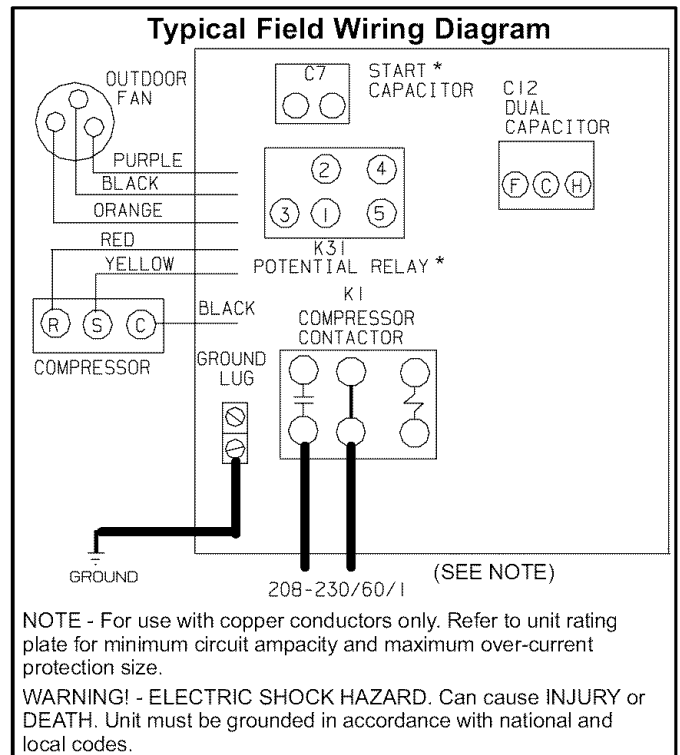 Typical Field Wiring Diagram
OUTDOOR
FAN
C7
START *
CAPACITOR
C12
DUAL
CAPACITOR
PURPLE
BLACK
ORANGE
RED
YELLOW
2 4
3 1 5
F C H
K31
POTENTIAL RELAY *
R S C
BLACK
COMPRESSOR
K1
COMPRESSOR
CONTACTOR
GROUND
LUG
GROUND
208-230/60/1
(SEE NOTE)
NOTE - For use with copper conductors only. Refer to unit rating
plate for minimum circuit ampacity and maximum over-current
protection size.
WARNING! - ELECTRIC SHOCK HAZARD. Can cause INJURY or
DEATH. Unit must be grounded in accordance with national and
local codes.